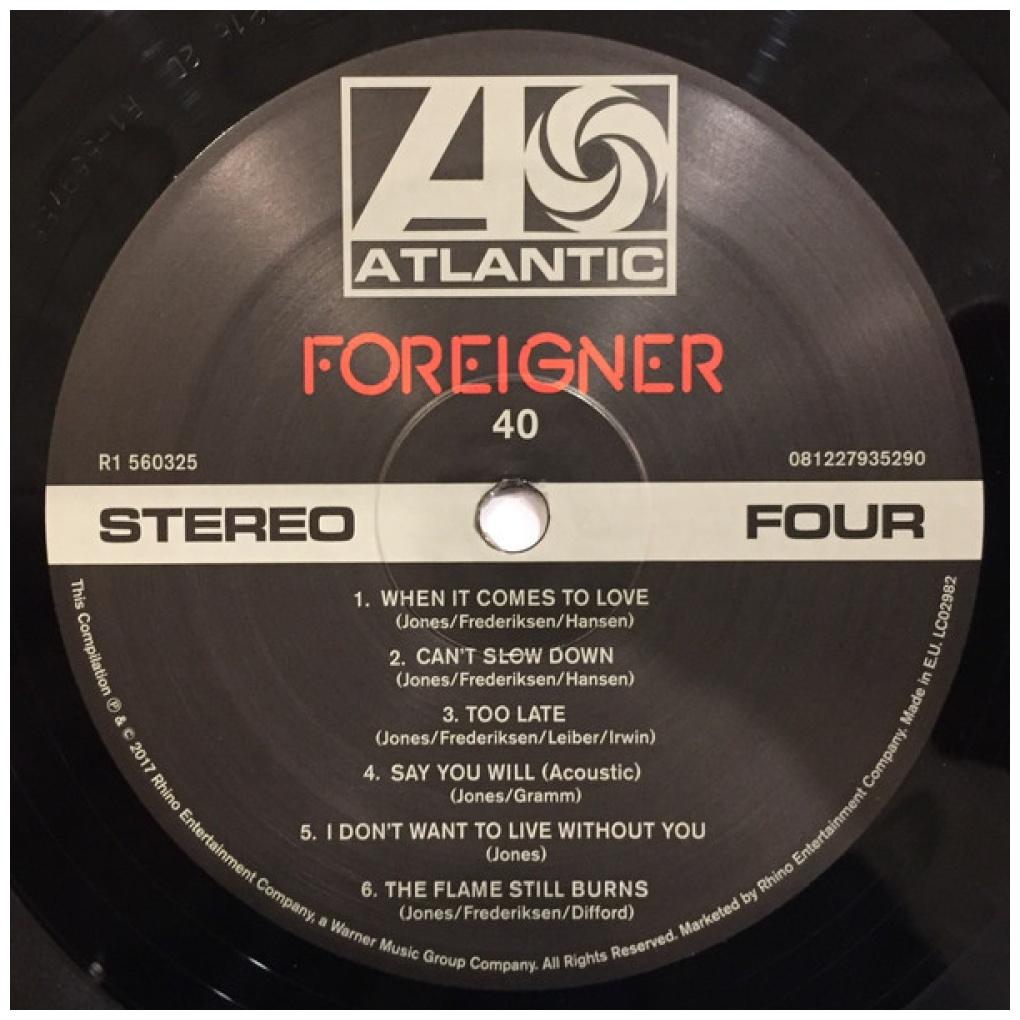 ATLANTIC
FOREIGNER
40
R1 560325
081227935290
STEREO
FOUR
1. WHEN IT COMES TO LOVE
(Jones/Frederiksen/Hansen)
2. CAN'T SLOW DOWN
(Jones/Frederiksen/Hansen)
3. TOO LATE
(Jones/Frederiksen/Leiber/Irwin)
4. SAY YOU WILL (Acoustic)
(Jones/Gramm)
5. I DON'T WANT TO LIVE WITHOUT YOU
(Jones)
6. THE FLAME STILL BURNS
(Jones/Frederiksen/Difford)
This Compilation ℗ & © 2017 Rhino Entertainment Company, a Warner Music Group Company. All Rights Reserved. Marketed by Rhino Entertainment Company. Made in E.U. LC02982